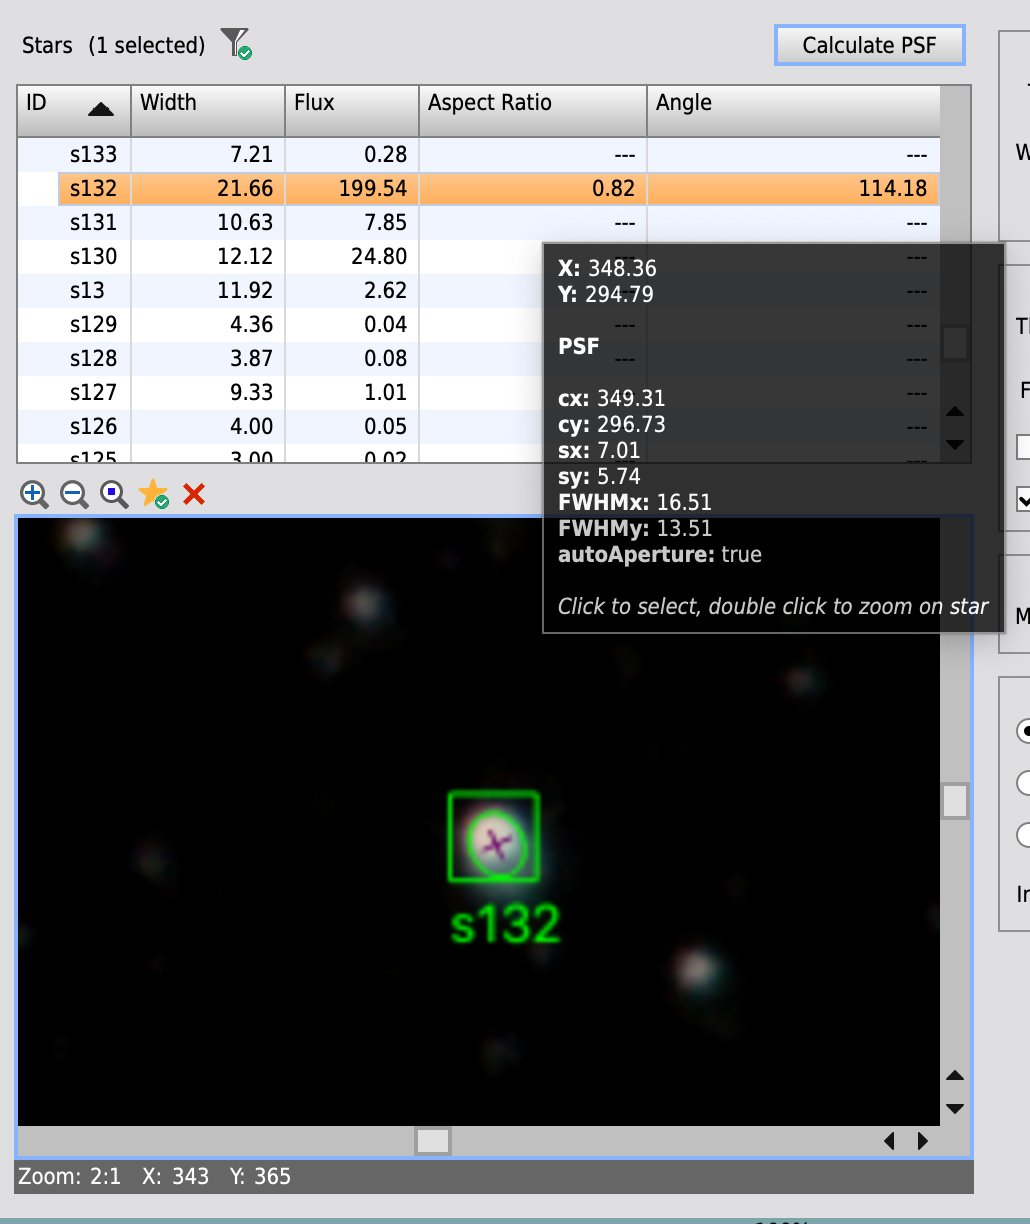 Stars (1 selected)
Calculate PSF
ID Width Flux Aspect Ratio Angle
s133 7.21 0.28 --- ---
s132 21.66 199.54 0.82 114.18
s131 10.63 7.85 --- ---
s130 12.12 24.80 ---
s13 11.92 2.62 ---
s129 4.36 0.04 --- ---
s128 3.87 0.08 --- ---
s127 9.33 1.01 ---
s126 4.00 0.05 ---
s125 3.00 0.02 ---
X: 348.36
Y: 294.79
PSF
cx: 349.31
cy: 296.73
sx: 7.01
sy: 5.74
FWHMx: 16.51
FWHMy: 13.51
autoAperture: true
Click to select, double click to zoom on star
s132
Zoom: 2:1 X: 343 Y: 365